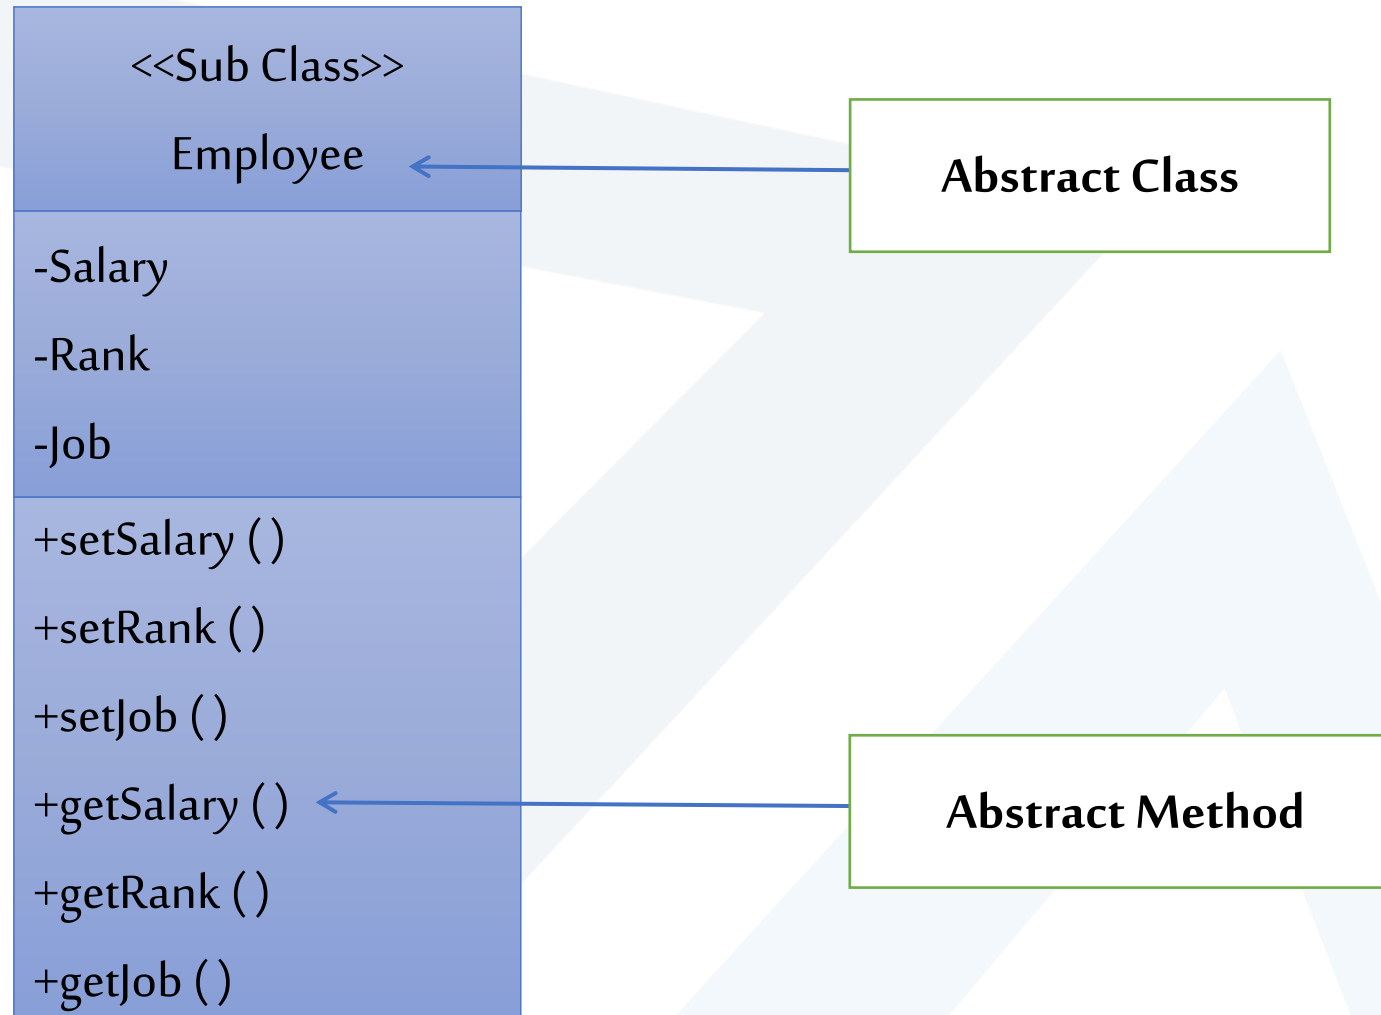 <<Sub Class>>
Employee
Abstract Class
-Salary
-Rank
-Job
+setSalary ( )
+setRank ( )
+setJob ( )
+getSalary ( )
Abstract Method
+getRank ( )
+getJob ( )